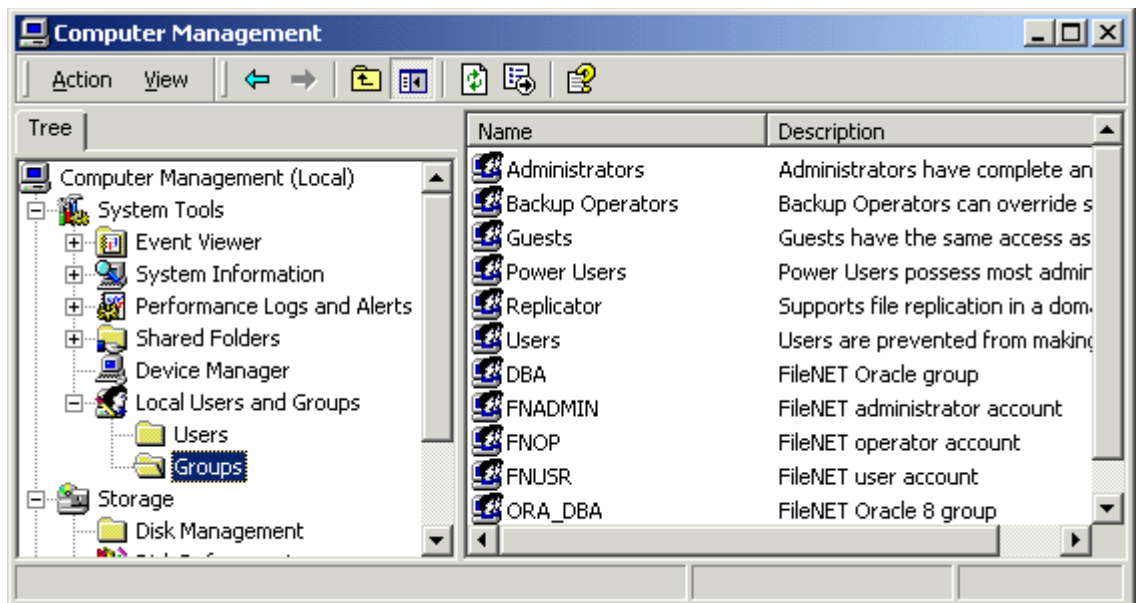 Computer Management
Action View
Tree
Computer Management (Local)
System Tools
Event Viewer
System Information
Performance Logs and Alerts
Shared Folders
Device Manager
Local Users and Groups
Users
Groups
Storage
Disk Management
Name Description
Administrators Administrators have complete an
Backup Operators Backup Operators can override s
Guests Guests have the same access as
Power Users Power Users possess most admin
Replicator Supports file replication in a dom
Users Users are prevented from making
DBA FileNET Oracle group
FNADMIN FileNET administrator account
FNOP FileNET operator account
FNUSR FileNET user account
ORA_DBA FileNET Oracle 8 group